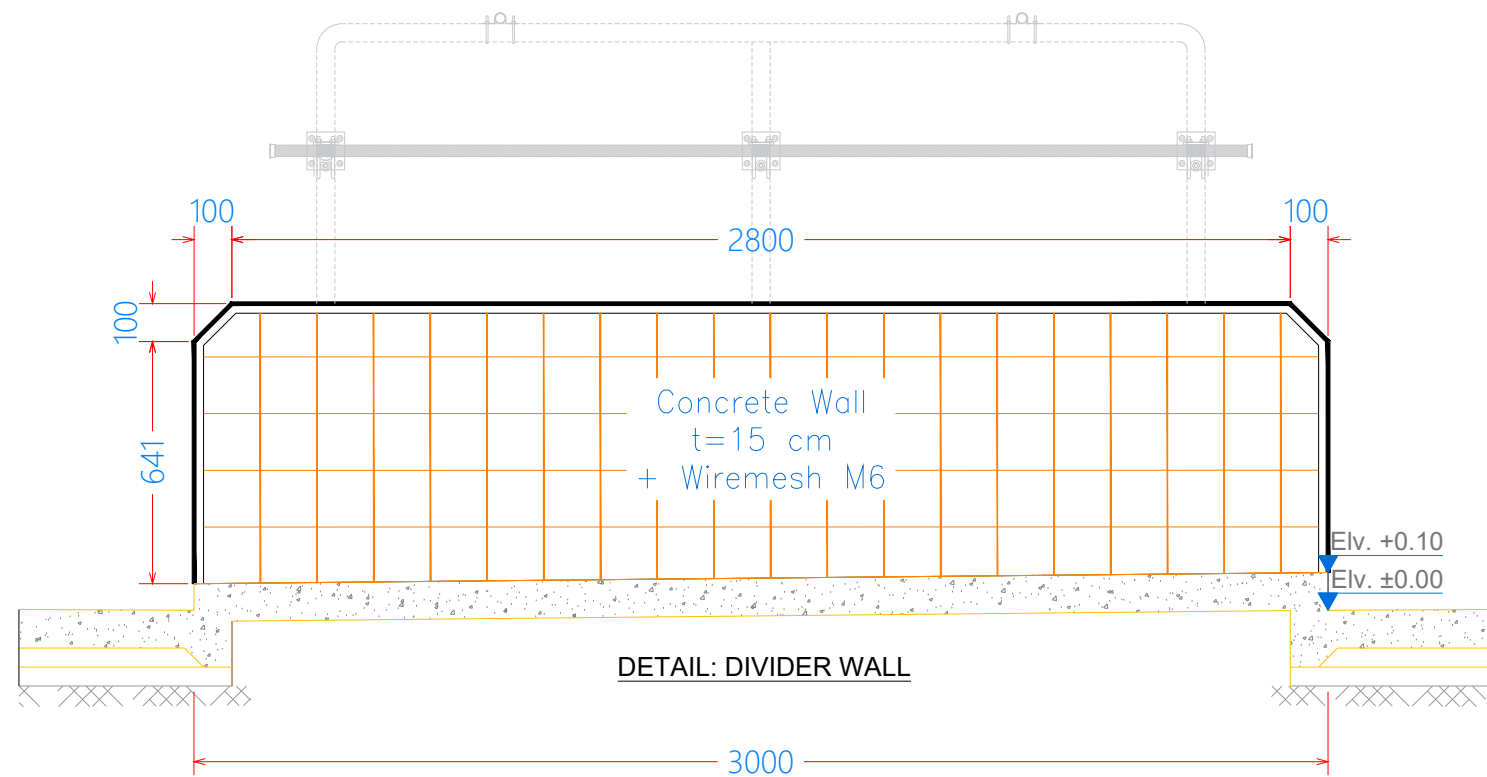 100
100
2800
100
641
Concrete Wall
t=15 cm
+ Wiremesh M6
Elv. +0.10
Elv. ±0.00
DETAIL: DIVIDER WALL
3000